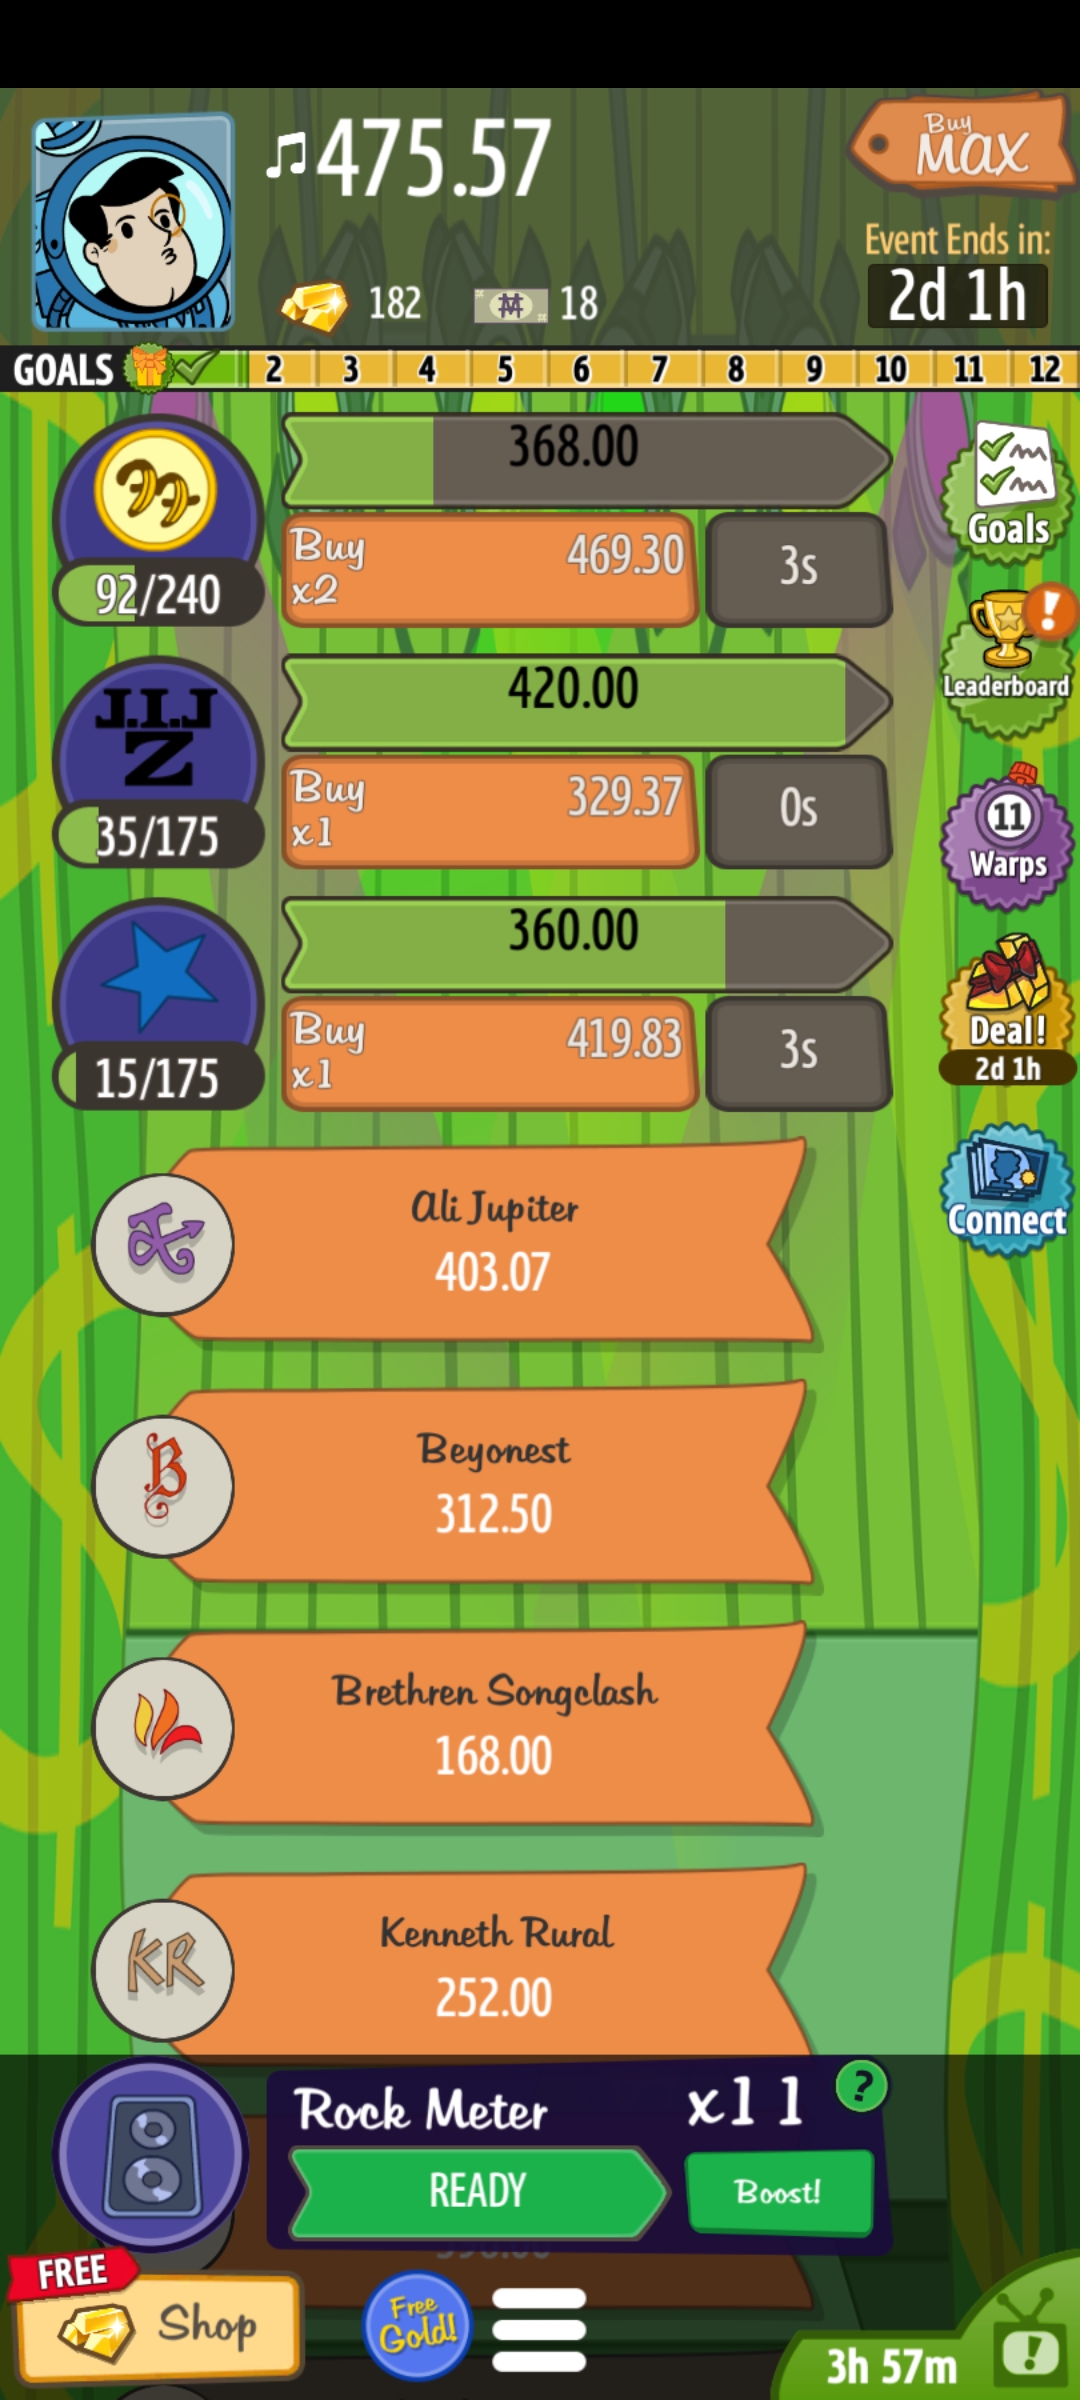 475.57
Buy
MAX
Event Ends in:
182
18
2d 1h
GOALS 2 3 4 5 6 7 8 9 10 11 12
368.00
Buy
x2
469.30
3s
92/240
Goals
J.I.J
Z
420.00
Buy
x1
329.37
0s
35/175
Leaderboard
11
Warps
360.00
Buy
x1
419.83
3s
15/175
Deal!
2d 1h
Connect
Ali Jupiter
403.07
B
Beyonest
312.50
Brethren Songclash
168.00
KR
Kenneth Rural
252.00
Rock Meter
x11
?
READY
Boost!
FREE
Shop
Free
Gold!
3h 57m